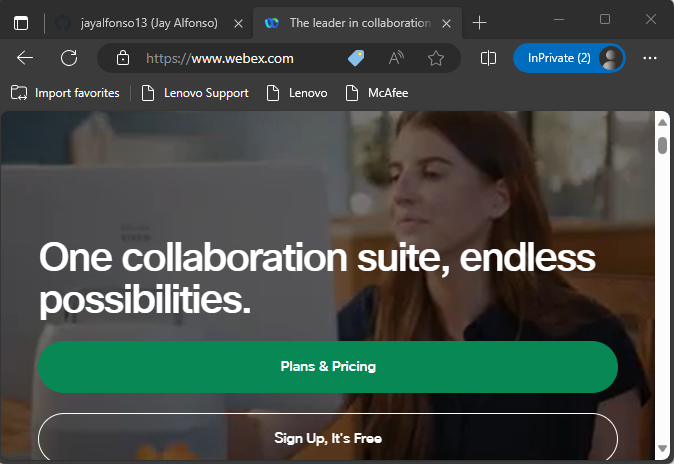 jayalfonso13 (Jay Alfonso)
The leader in collaboration
https://www.webex.com
InPrivate (2)
Import favorites
Lenovo Support
Lenovo
McAfee
One collaboration suite, endless
possibilities.
Plans & Pricing
Sign Up, It's Free